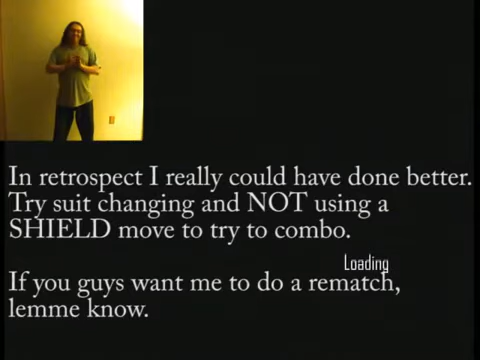 In retrospect I really could have done better.
Try suit changing and NOT using a
SHIELD move to try to combo.
Loading
If you guys want me to do a rematch,
lemme know.